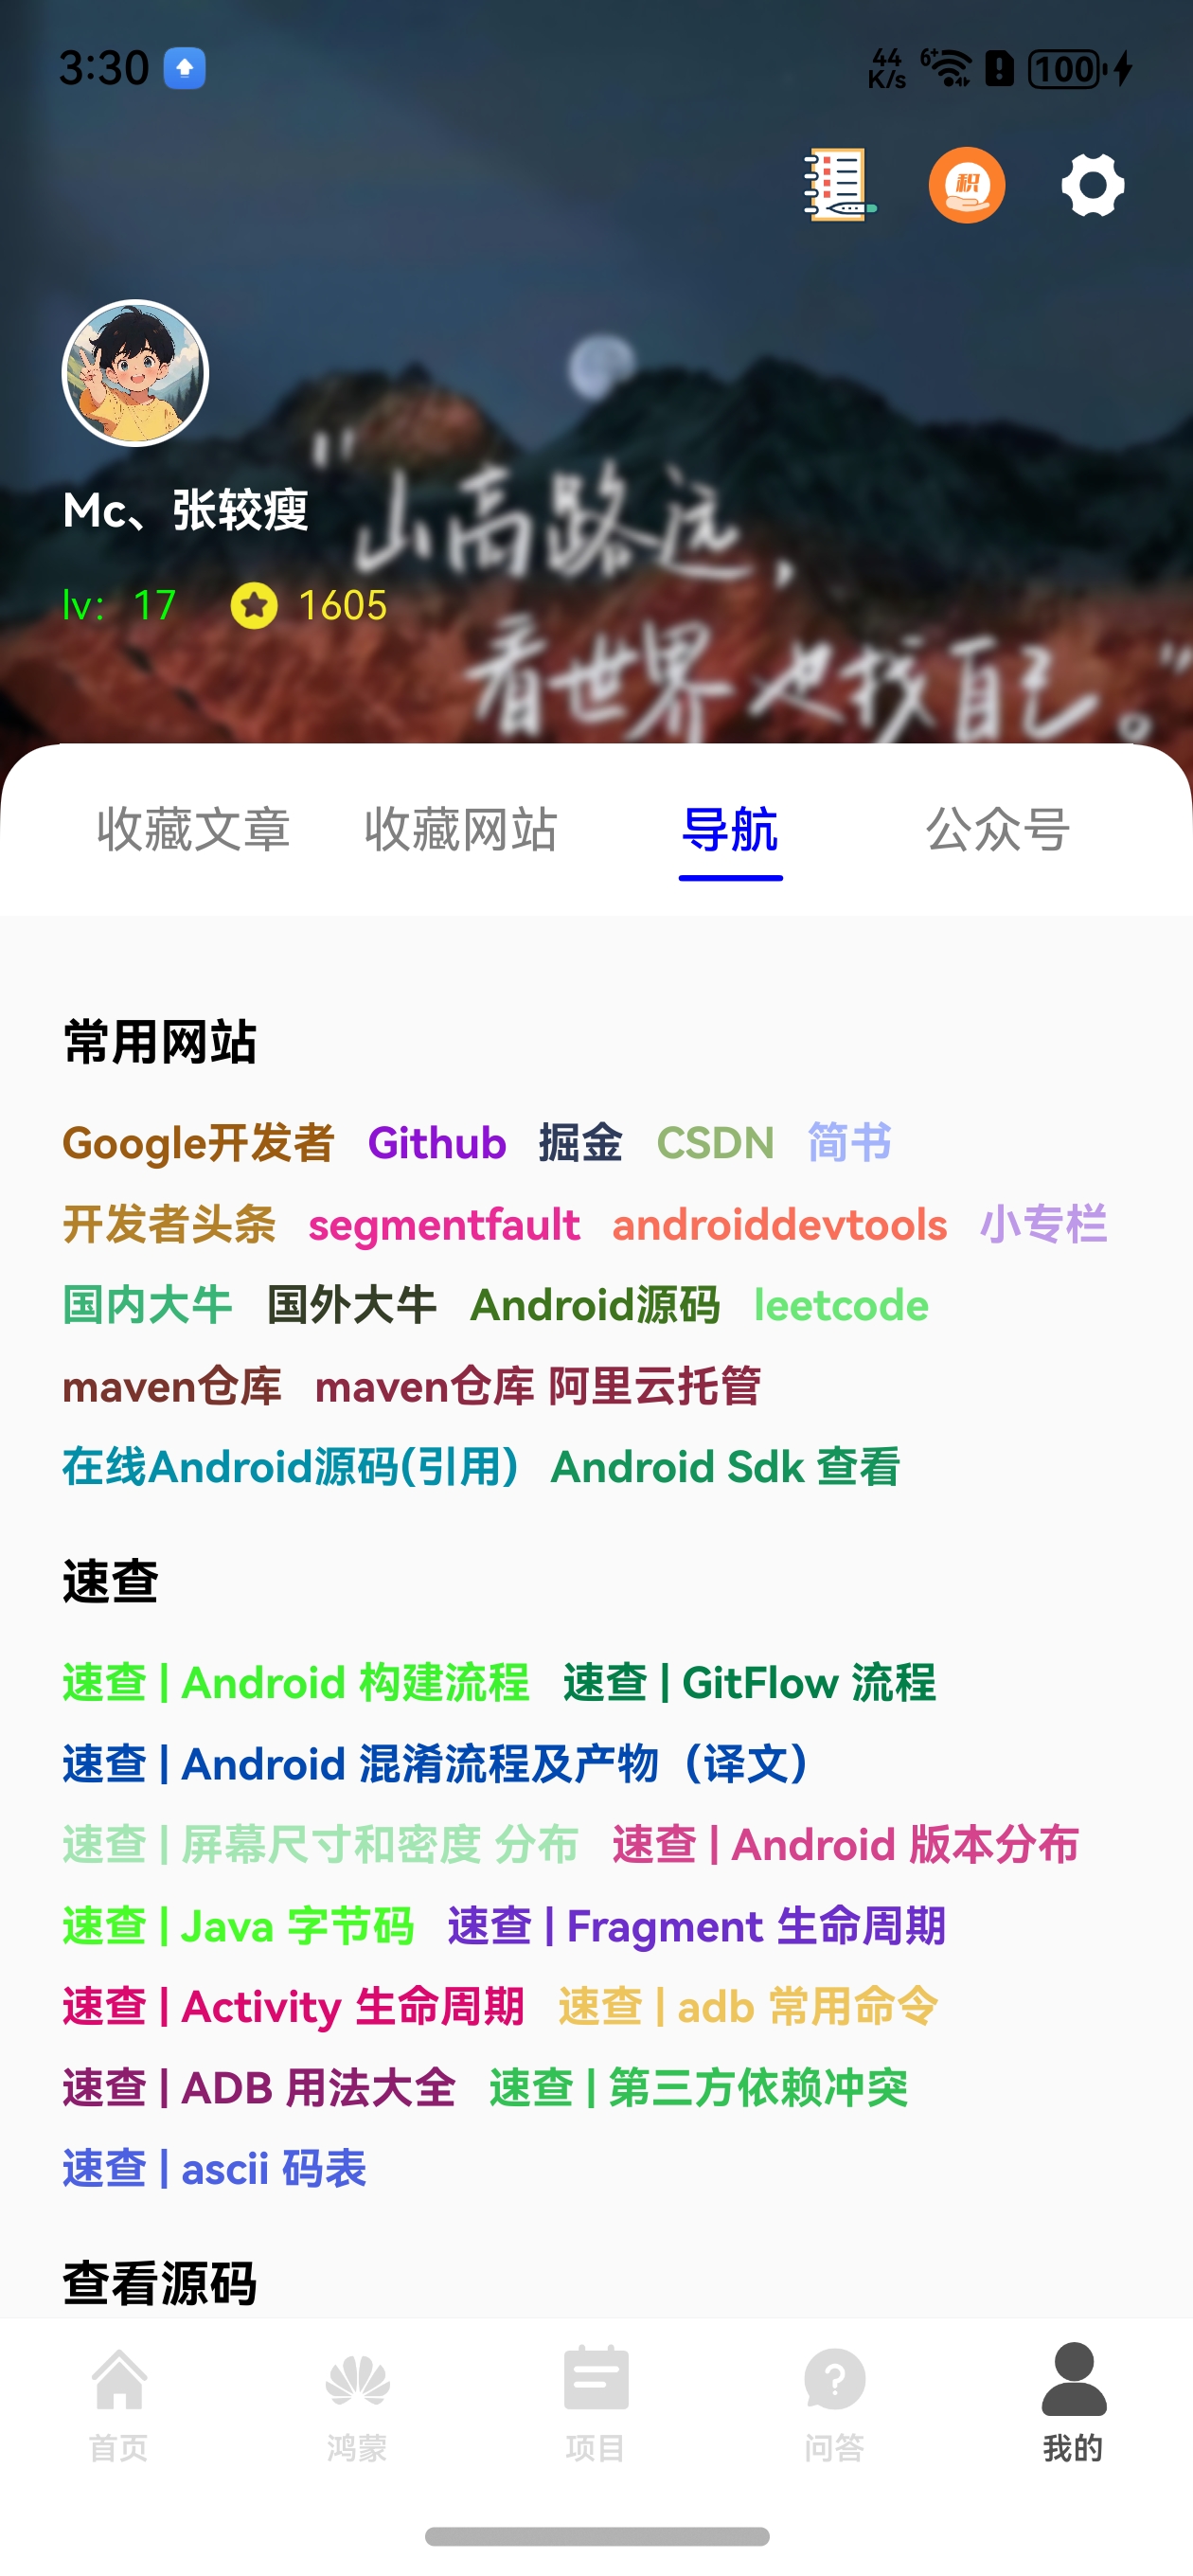 3:30 44 K/s 6+ 100
积
"山高路远,
Mc、张较瘦
lv: 17 1605
看世界 也找自己。"
收藏文章 收藏网站 导航 公众号
常用网站
Google开发者 Github 掘金 CSDN 简书
开发者头条 segmentfault androiddevtools 小专栏
国内大牛 国外大牛 Android源码 leetcode
maven仓库 maven仓库 阿里云托管
在线Android源码(引用) Android Sdk 查看
速查
速查 | Android 构建流程 速查 | GitFlow 流程
速查 | Android 混淆流程及产物（译文）
速查 | 屏幕尺寸和密度 分布 速查 | Android 版本分布
速查 | Java 字节码 速查 | Fragment 生命周期
速查 | Activity 生命周期 速查 | adb 常用命令
速查 | ADB 用法大全 速查 | 第三方依赖冲突
速查 | ascii 码表
查看源码
首页 鸿蒙 项目 问答 我的